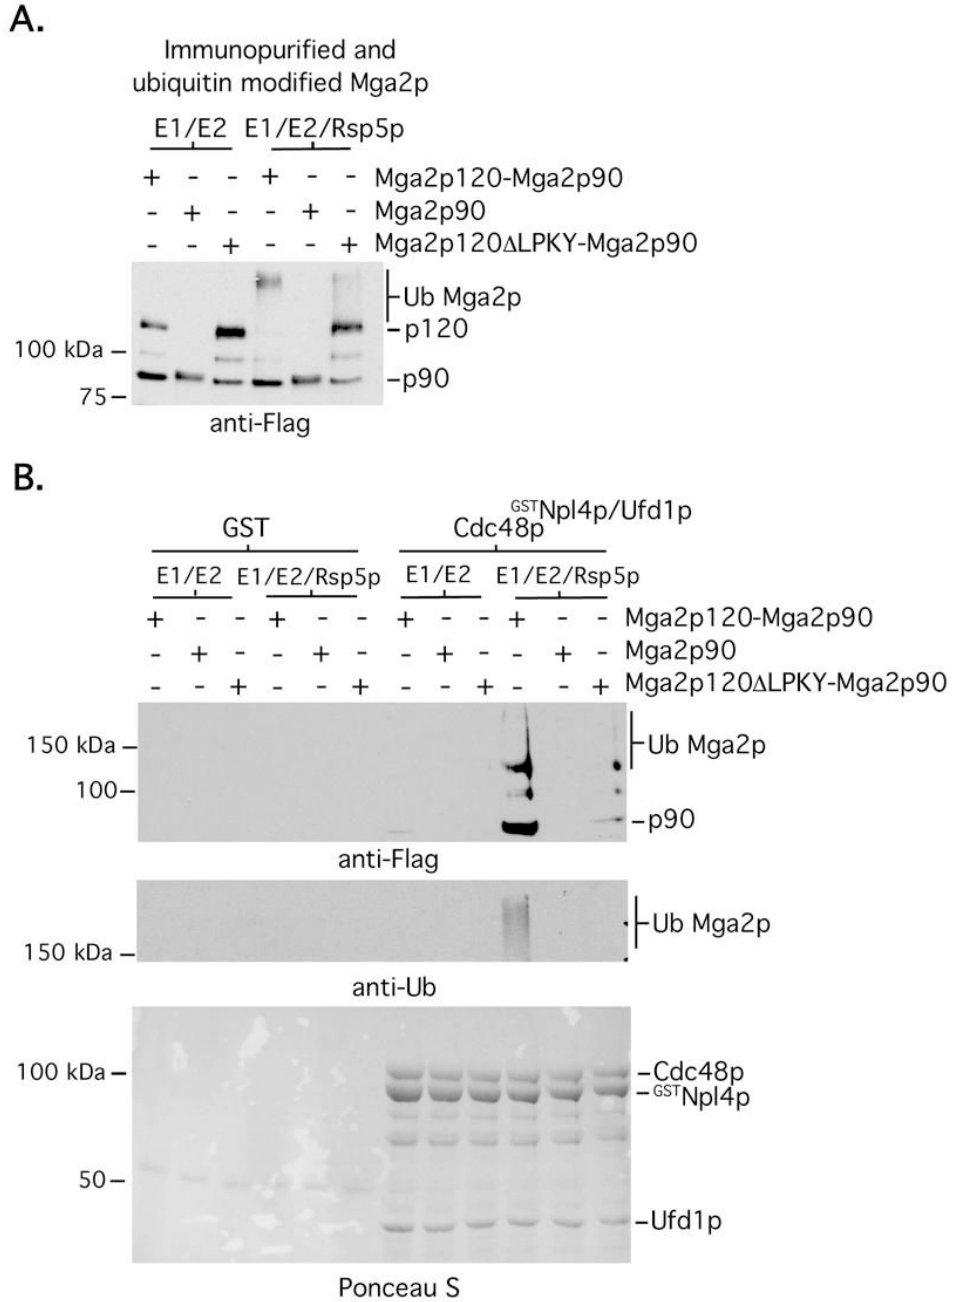 A.
Immunopurified and
ubiquitin modified Mga2p
E1/E2 E1/E2/Rsp5p
+ - - + - - Mga2p120-Mga2p90
- + - - + - Mga2p90
- - + - - + Mga2p120ΔLPKY-Mga2p90
Ub Mga2p
p120
100 kDa
p90
75
anti-Flag
B.
GSTNpl4p/Ufd1p
GST Cdc48p
E1/E2 E1/E2/Rsp5p E1/E2 E1/E2/Rsp5p
+ - - + - - + - - + - - Mga2p120-Mga2p90
- + - - + - - + - - + - Mga2p90
- - + - - + - - + - - + Mga2p120ΔLPKY-Mga2p90
150 kDa Ub Mga2p
100
p90
anti-Flag
Ub Mga2p
150 kDa
anti-Ub
100 kDa Cdc48p
GSTNpl4p
50
Ufd1p
Ponceau S